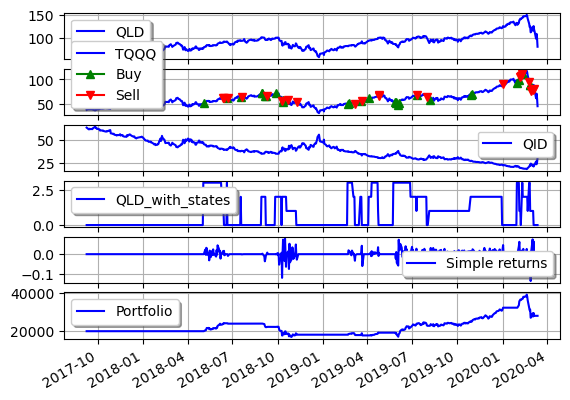 150
100
QLD
TQQQ
Buy
Sell
100
50
50
25
QID
2.5
0.0
QLD_with_states
0.0
−0.1
Simple returns
40000
20000
Portfolio
2017-10
2018-01
2018-04
2018-07
2018-10
2019-01
2019-04
2019-07
2019-10
2020-01
2020-04